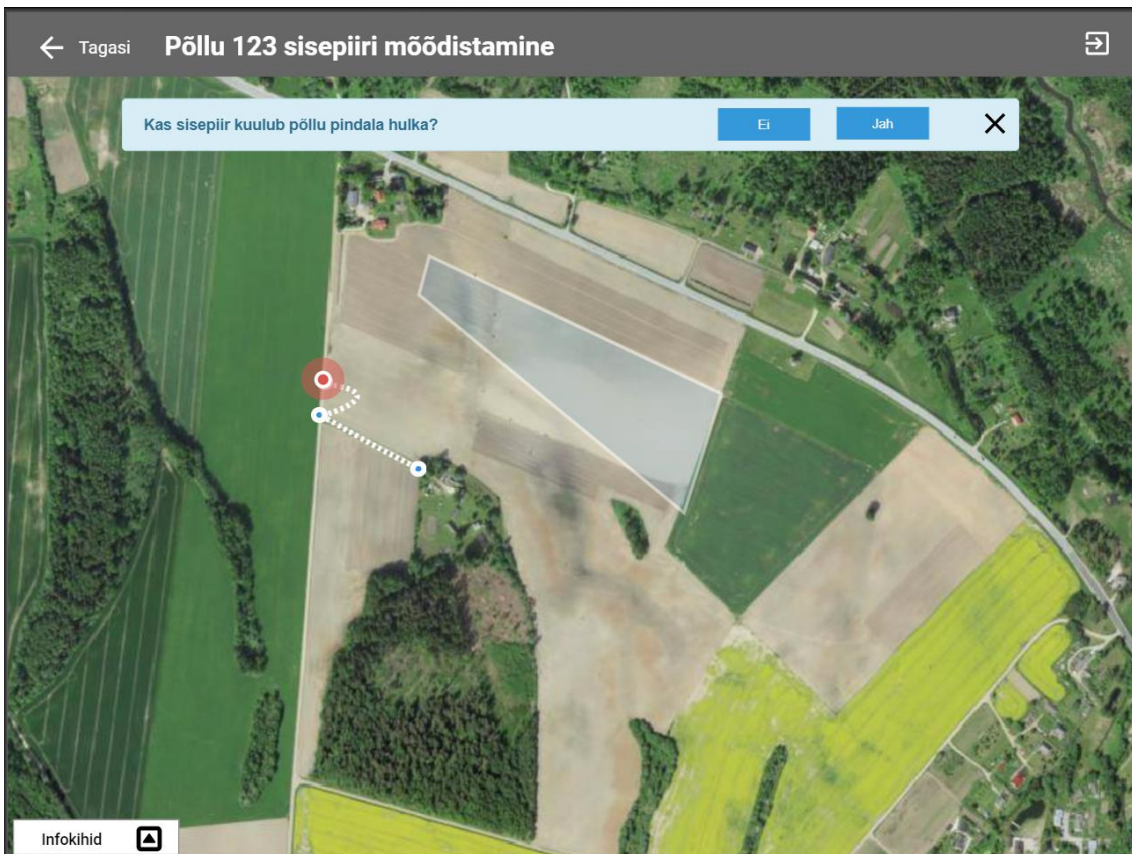 Tagasi
Põllu 123 sisepiiri mõõdistamine
Kas sisepiir kuulub põllu pindala hulka?
Ei
Jah
Infokihid